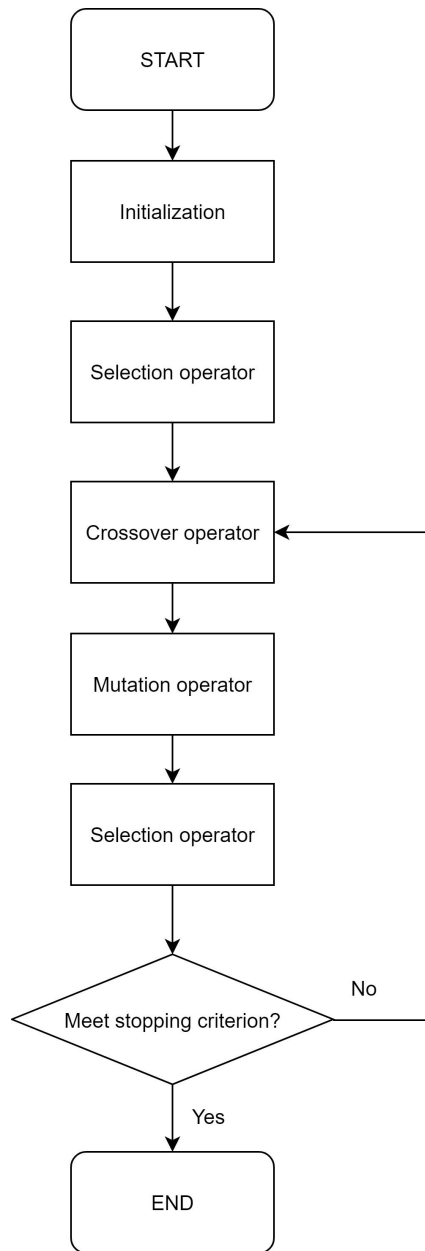 START
Initialization
Selection operator
Crossover operator
Mutation operator
Selection operator
Meet stopping criterion?
No
Yes
END